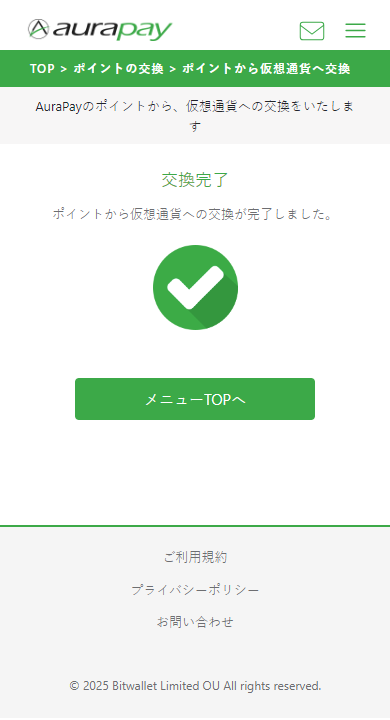 aurapay
TOP > ポイントの交換 > ポイントから仮想通貨へ交換
AuraPayのポイントから、仮想通貨への交換をいたしま
す
交換完了
ポイントから仮想通貨への交換が完了しました。
メニューTOPへ
ご利用規約
プライバシーポリシー
お問い合わせ
© 2025 Bitwallet Limited OU All rights reserved.